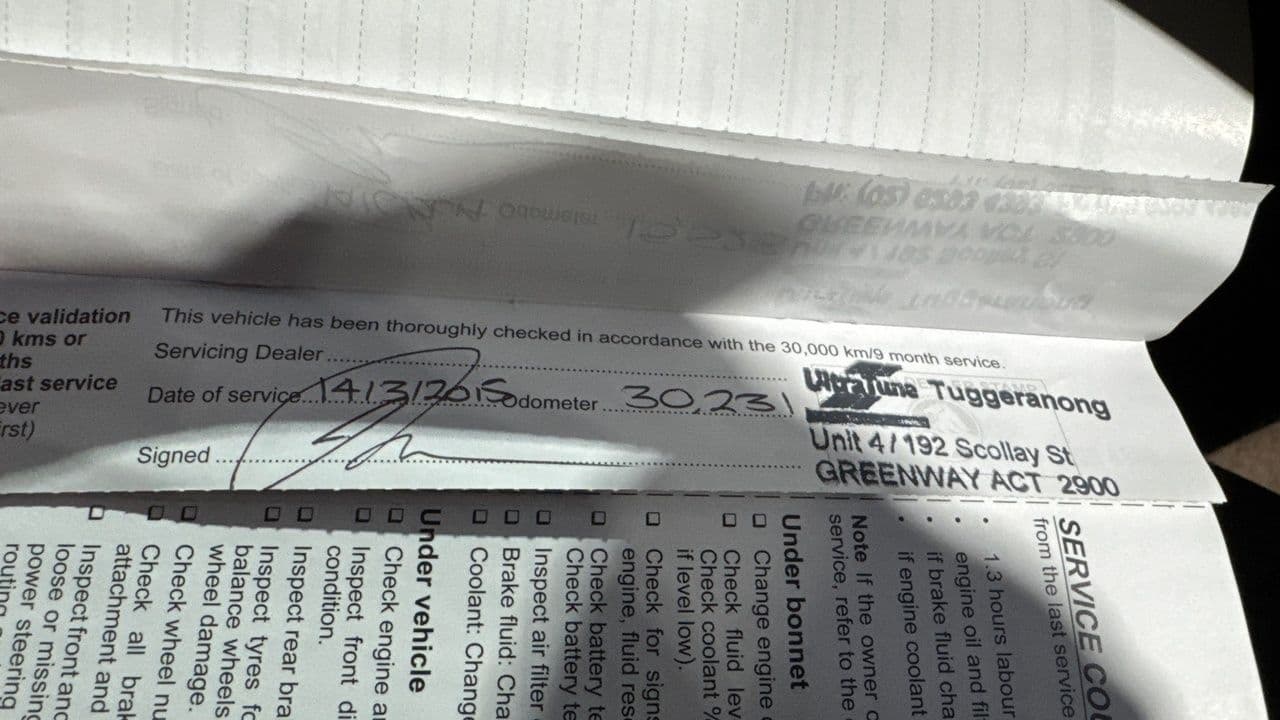 ce validation
kms or
ths
ast service
ever
rst)
This vehicle has been thoroughly checked in accordance with the 30,000 km/9 month service.
Servicing Dealer
Date of service 14/3/2015 Odometer 30,231
Signed
UltraTune Tuggeranong
Unit 4/192 Scollay St
GREENWAY ACT 2900
SERVICE COU
from the last service
• 1.3 hours labour
• engine oil and fil
• if brake fluid cha
• if engine coolant
Note If the owner
service, refer to the
Under bonnet
Change engine
Check fluid lev
Check coolant %
if level low).
Check for signs
engine, fluid res
Check battery te
Check battery te
Inspect air filter
Brake fluid: Cha
Coolant: Change
Under vehicle
Check engine a
Inspect front di
condition.
Inspect rear bra
Inspect tyres fo
balance wheels
wheel damage.
Check wheel nu
Check all brak
attachment and
Inspect front and
loose or missing
power steering
routing